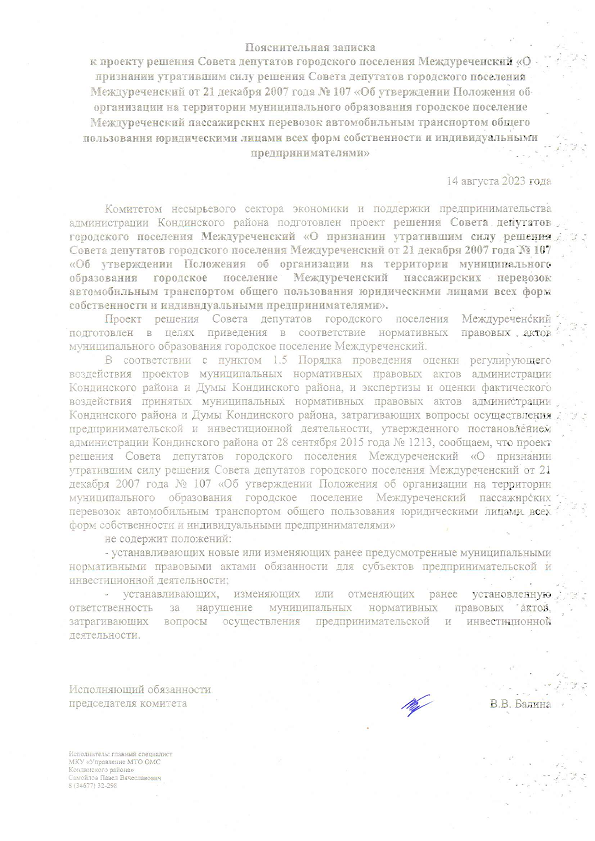 Пояснительная записка
к проекту решения Совета депутатов городского поселения Междуреченский «О
признании утратившим силу решения Совета депутатов городского поселения
Междуреченский от 21 декабря 2007 года № 107 «Об утверждении Положения об
организации на территории муниципального образования городское поселение
Междуреченский пассажирских перевозок автомобильным транспортом общего
пользования юридическими лицами всех форм собственности и индивидуальными
предпринимателями»
14 августа 2023 года
Комитетом несырьевого сектора экономики и поддержки предпринимательства
администрации Кондинского района подготовлен проект решения Совета депутатов
городского поселения Междуреченский «О признании утратившим силу решения
Совета депутатов городского поселения Междуреченский от 21 декабря 2007 года № 107
«Об утверждении Положения об организации на территории муниципального
образования городское поселение Междуреченский пассажирских перевозок
автомобильным транспортом общего пользования юридическими лицами всех форм
собственности и индивидуальными предпринимателями».
Проект решения Совета депутатов городского поселения Междуреченский
подготовлен в целях приведения в соответствие нормативных правовых актов
муниципального образования городское поселение Междуреченский.
В соответствии с пунктом 1.5 Порядка проведения оценки регулирующего
воздействия проектов муниципальных нормативных правовых актов администрации
Кондинского района и Думы Кондинского района, и экспертизы и оценки фактического
воздействия принятых муниципальных нормативных правовых актов администрации
Кондинского района и Думы Кондинского района, затрагивающих вопросы осуществления
предпринимательской и инвестиционной деятельности, утвержденного постановлением
администрации Кондинского района от 28 сентября 2015 года № 1213, сообщаем, что проект
решения Совета депутатов городского поселения Междуреченский «О признании
утратившим силу решения Совета депутатов городского поселения Междуреченский от 21
декабря 2007 года № 107 «Об утверждении Положения об организации на территории
муниципального образования городское поселение Междуреченский пассажирских
перевозок автомобильным транспортом общего пользования юридическими лицами всех
форм собственности и индивидуальными предпринимателями»
не содержит положений:
- устанавливающих новые или изменяющих ранее предусмотренные муниципальными
нормативными правовыми актами обязанности для субъектов предпринимательской и
инвестиционной деятельности;
- устанавливающих, изменяющих или отменяющих ранее установленную
ответственность за нарушение муниципальных нормативных правовых актов,
затрагивающих вопросы осуществления предпринимательской и инвестиционной
деятельности.
Исполняющий обязанности
председателя комитета В.В. Балина
Исполнитель: главный специалист
МКУ «Управление МТО ОМС
Кондинского района»
Самойлов Павел Вячеславович
8 (34677) 32-298